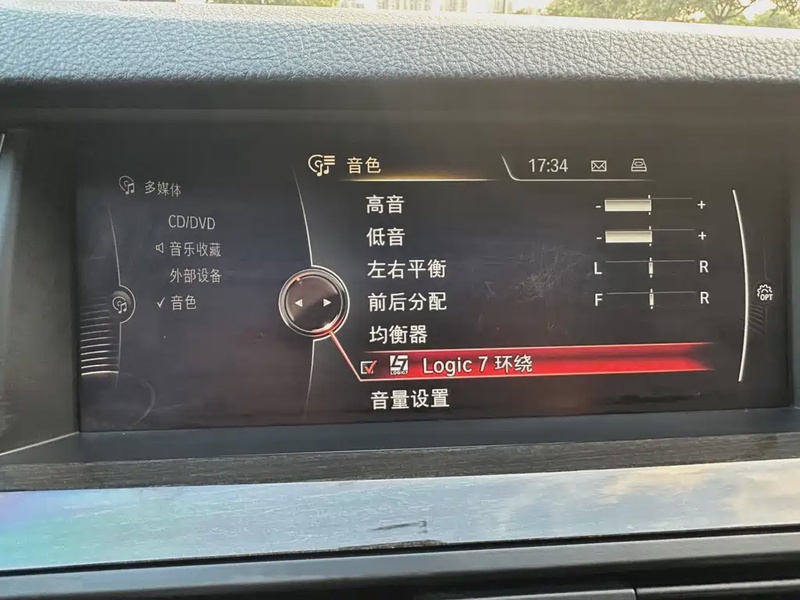 音色
17:34
多媒体
CD/DVD
音乐收藏
外部设备
音色
高音 - +
低音 - +
左右平衡 L R
前后分配 F R
均衡器
LOGIC7 Logic 7 环绕
音量设置
OPT